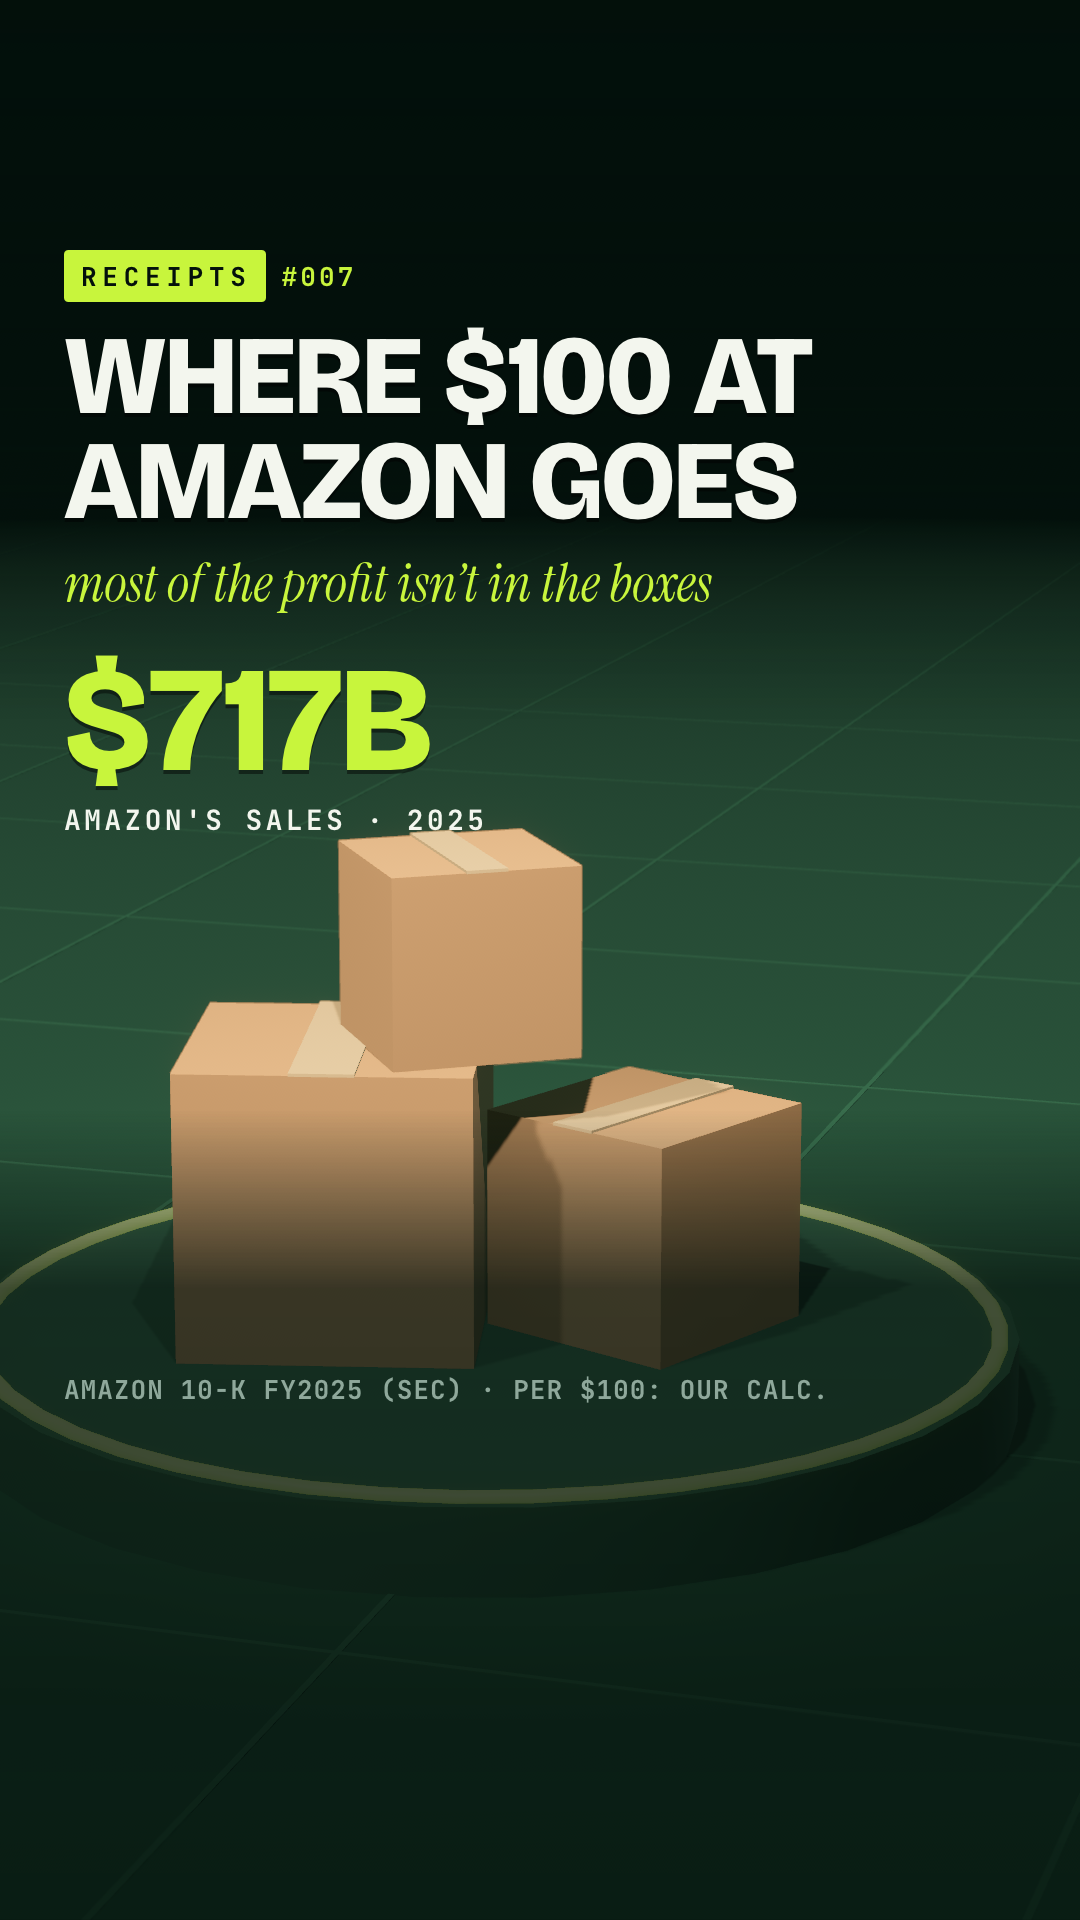 RECEIPTS #007
WHERE $100 AT
AMAZON GOES
most of the profit isn’t in the boxes
$717B
AMAZON'S SALES · 2025
AMAZON 10-K FY2025 (SEC) · PER $100: OUR CALC.